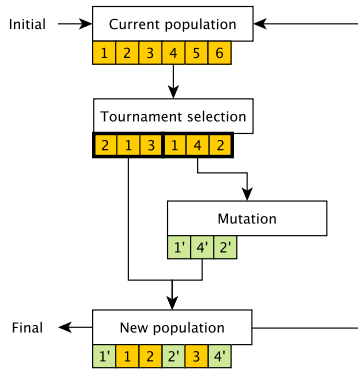 Initial Current population
1 2 3 4 5 6
Tournament selection
2 1 3 1 4 2
Mutation
1' 4' 2'
Final New population
1' 1 2 2' 3 4'